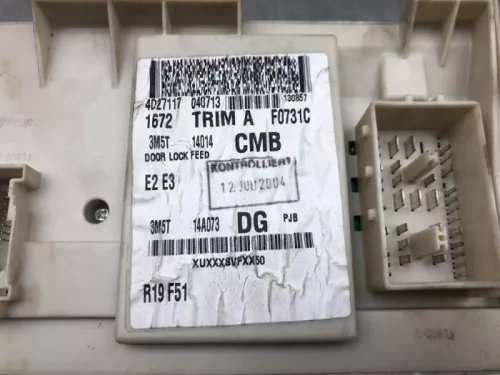 4D27117 040713 130857
1672 TRIM A F0731C
3M5T 14014 CMB
DOOR LOCK FEED
KONTROLLIERT
E2 E3
12 JUL 2004
3M5T 14A073 DG PJB
XUXXXSVFXX50
R19 F51